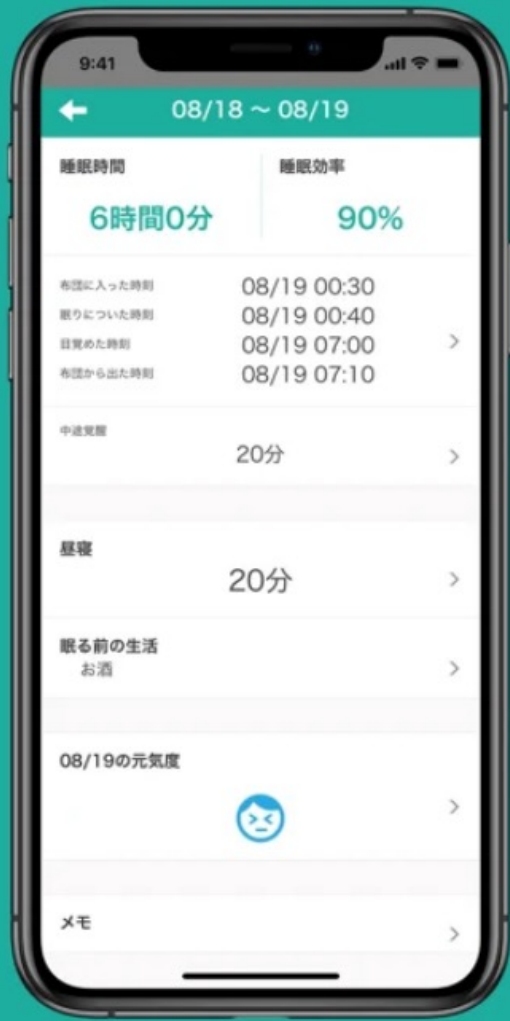 9:41
08/18 ~ 08/19
睡眠時間 睡眠効率
6時間0分 90%
布団に入った時刻 08/19 00:30
眠りについた時刻 08/19 00:40
目覚めた時刻 08/19 07:00
布団から出た時刻 08/19 07:10
中途覚醒
20分
昼寝
20分
眠る前の生活
お酒
08/19の元気度
メモ